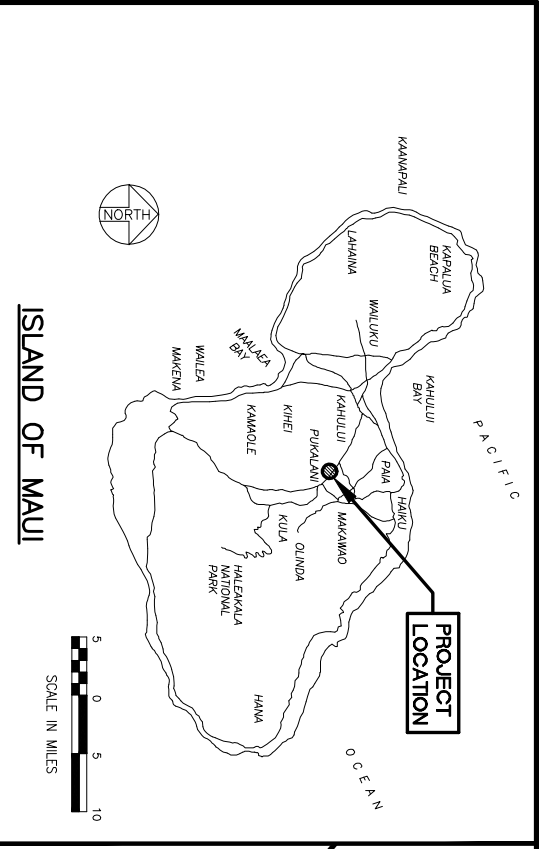 PACIFIC
OCEAN
KAPALUA
BEACH
KAANAPALI
LAHAINA
WAILUKU
KAHULUI
BAY
MAALAEA
BAY
WAILEA
MAKENA
KAHULUI
KIHEI
KAMAOLE
PUKALANI
PAIA
HAIKU
MAKAWAO
OLINDA
KULA
HALEAKALA
NATIONAL
PARK
HANA
PROJECT
LOCATION
NORTH
ISLAND OF MAUI
5 0 5 10
SCALE IN MILES